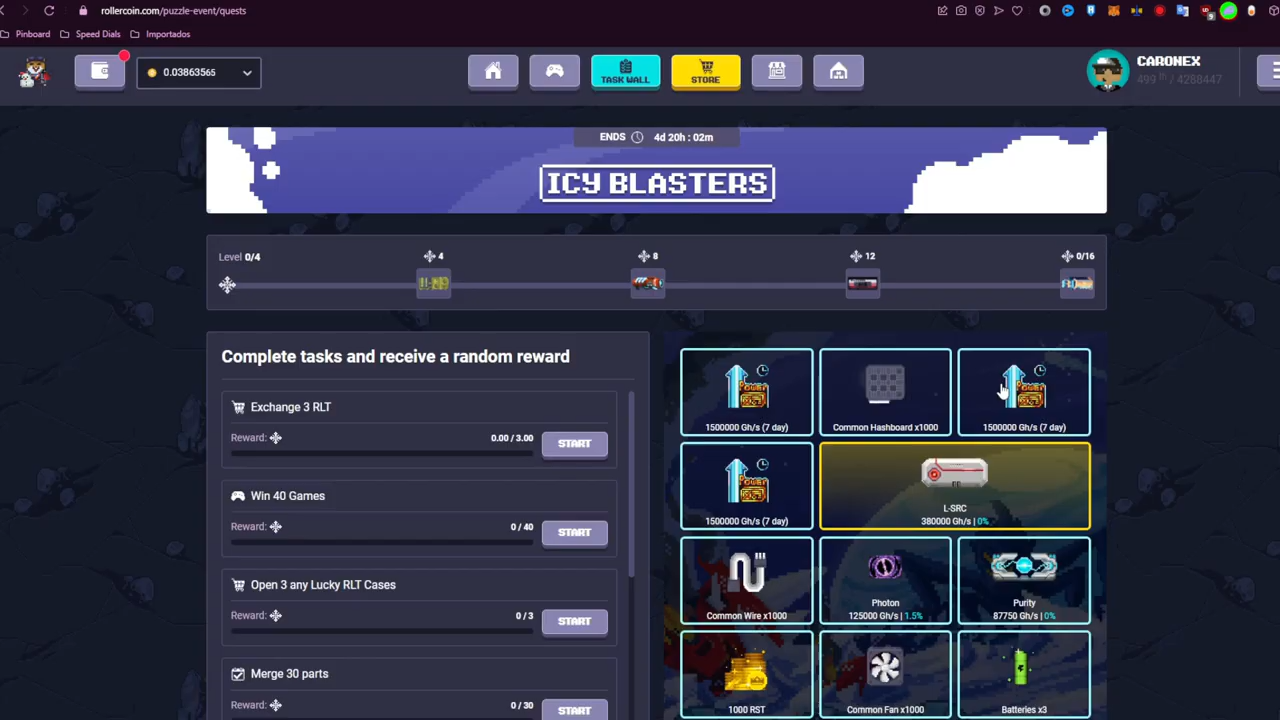 rollercoin.com/puzzle-event/quests
9
Pinboard
Speed Dials
Importados
0.03863565
TASK WALL
STORE
CARONEX
499 th / 4288447
ENDS 4d 20h : 02m
ICY BLASTERS
Level 0/4
4
8
12
0/16
Complete tasks and receive a random reward
Exchange 3 RLT
Reward:
0.00 / 3.00
START
Win 40 Games
Reward:
0 / 40
START
Open 3 any Lucky RLT Cases
Reward:
0 / 3
START
Merge 30 parts
Reward:
0 / 30
START
1500000 Gh/s (7 day)
Common Hashboard x1000
1500000 Gh/s (7 day)
1500000 Gh/s (7 day)
L-SRC
380000 Gh/s | 0%
Common Wire x1000
Photon
125000 Gh/s | 1.5%
Purity
87750 Gh/s | 0%
1000 RST
Common Fan x1000
Batteries x3